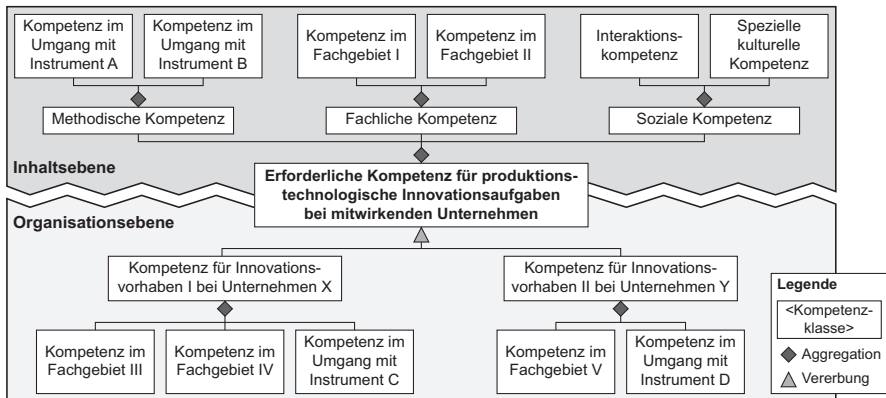 Kompetenz im
Umgang mit
Instrument A
Kompetenz im
Umgang mit
Instrument B
Kompetenz im
Fachgebiet I
Kompetenz im
Fachgebiet II
Interaktions-
kompetenz
Spezielle
kulturelle
Kompetenz
Methodische Kompetenz
Fachliche Kompetenz
Soziale Kompetenz
Inhaltsebene
Erforderliche Kompetenz für produktions-
technologische Innovationsaufgaben
bei mitwirkenden Unternehmen
Organisationsebene
Kompetenz für Innovations-
vorhaben I bei Unternehmen X
Kompetenz für Innovations-
vorhaben II bei Unternehmen Y
Kompetenz im
Fachgebiet III
Kompetenz im
Fachgebiet IV
Kompetenz im
Umgang mit
Instrument C
Kompetenz im
Fachgebiet V
Kompetenz im
Umgang mit
Instrument D
Legende
<Kompetenz-
klasse>
Aggregation
Vererbung